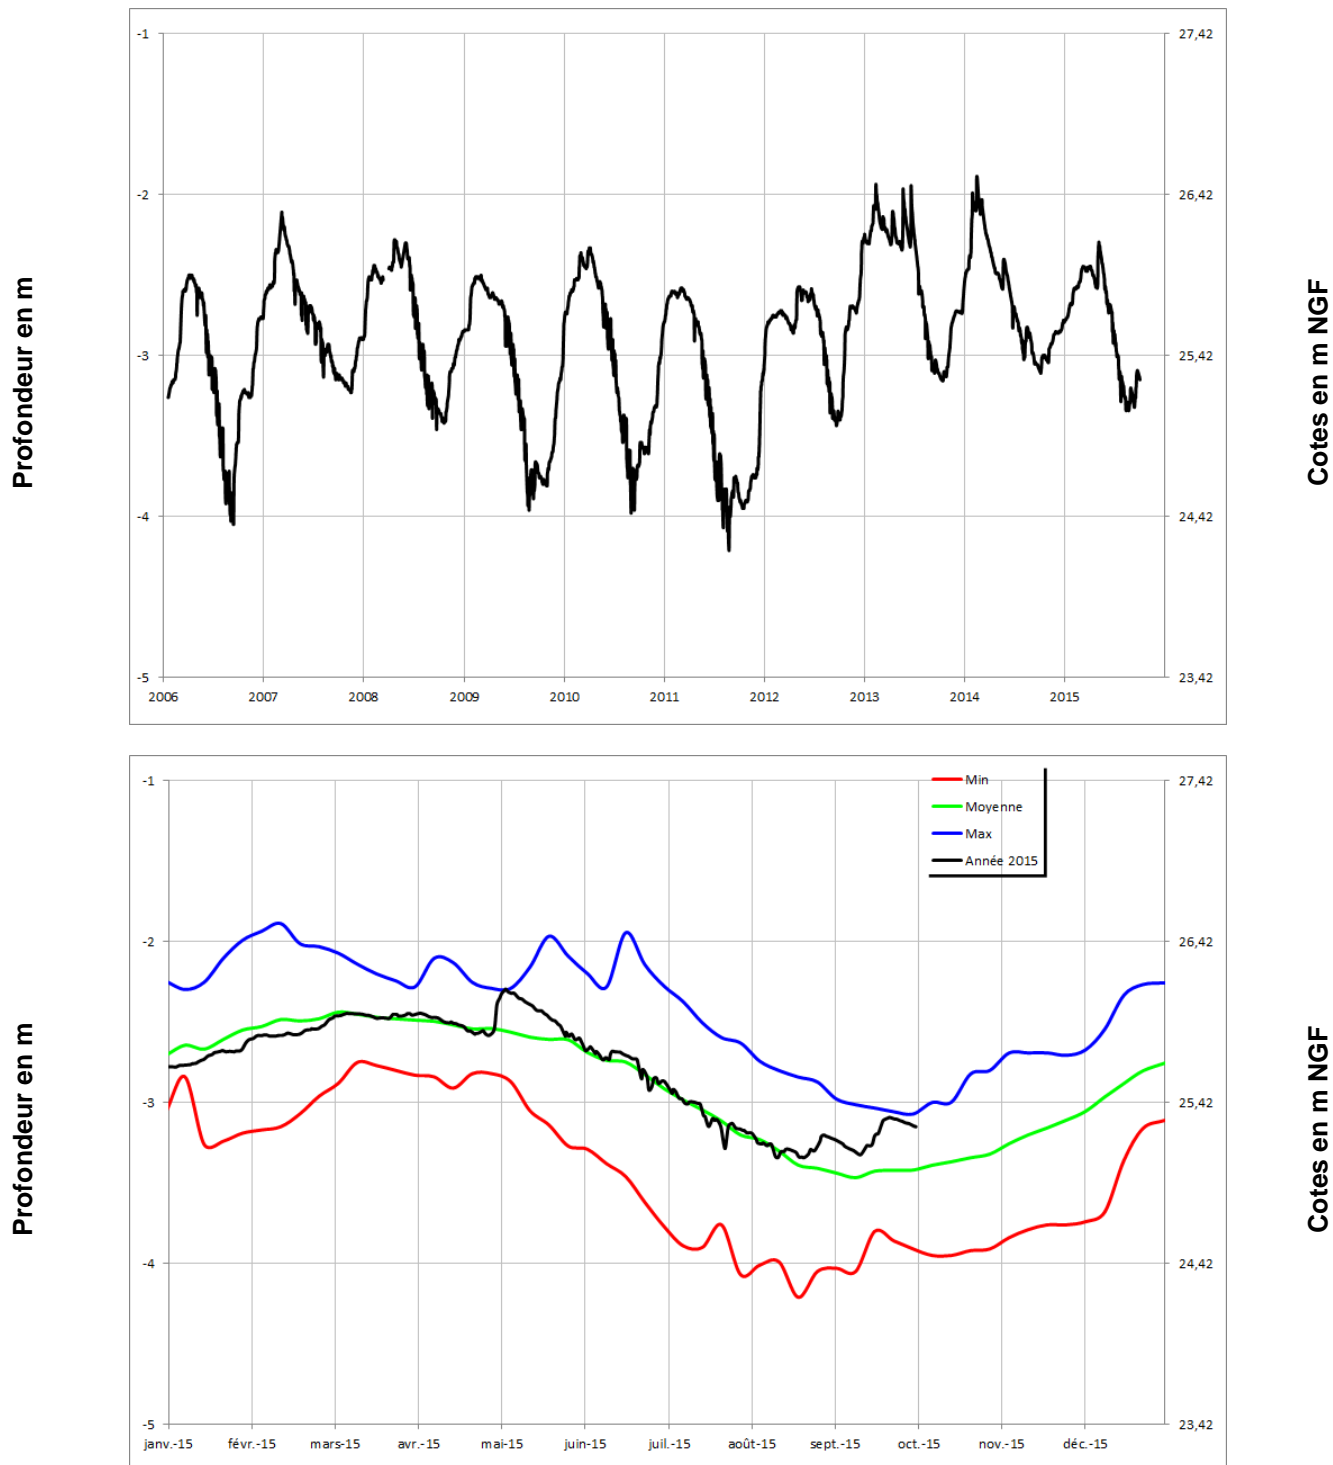 Profondeur en m
-1
-2
-3
-4
-5
27,42
26,42
25,42
24,42
23,42
Cotes en m NGF
2006 2007 2008 2009 2010 2011 2012 2013 2014 2015
Profondeur en m
-1
-2
-3
-4
-5
Min
Moyenne
Max
Année 2015
27,42
26,42
25,42
24,42
23,42
Cotes en m NGF
janv.-15 févr.-15 mars-15 avr.-15 mai-15 juin-15 juil.-15 août-15 sept.-15 oct.-15 nov.-15 déc.-15